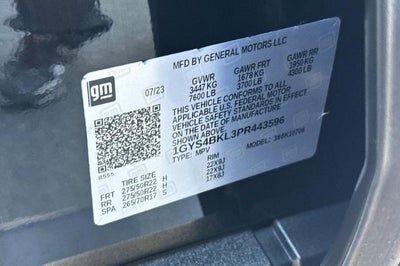 gm
MFD BY GENERAL MOTORS LLC
07/23
GVWR GAWR FRT GAWR RR
3447 KG 1678 KG 1950 KG
7600 LB 3700 LB 4300 LB
THIS VEHICLE CONFORMS TO ALL
APPLICABLE U.S. FEDERAL MOTOR VEHICLE
SAFETY STANDARDS IN EFFECT ON THE DATE OF
MANUFACTURE SHOWN ABOVE.
1GYS4BKL3PR443596
TYPE: MPV MODEL:
TIRE SIZE RIM
FRT 275/50R22 H 22X9J
RR 275/50R22 H 22X9J
SPA 265/70R17 S 17X8J